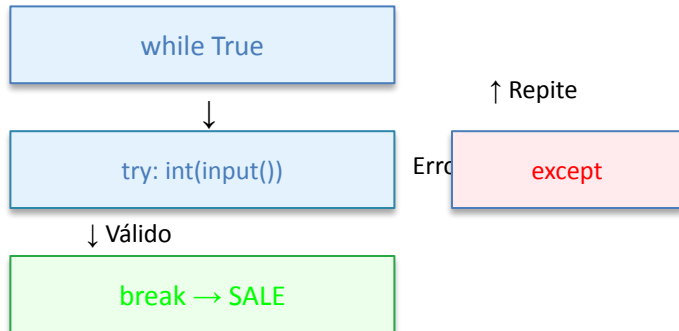 while True
↑ Repite
↓
try: int(input())
except
↓ Válido
break → SALE